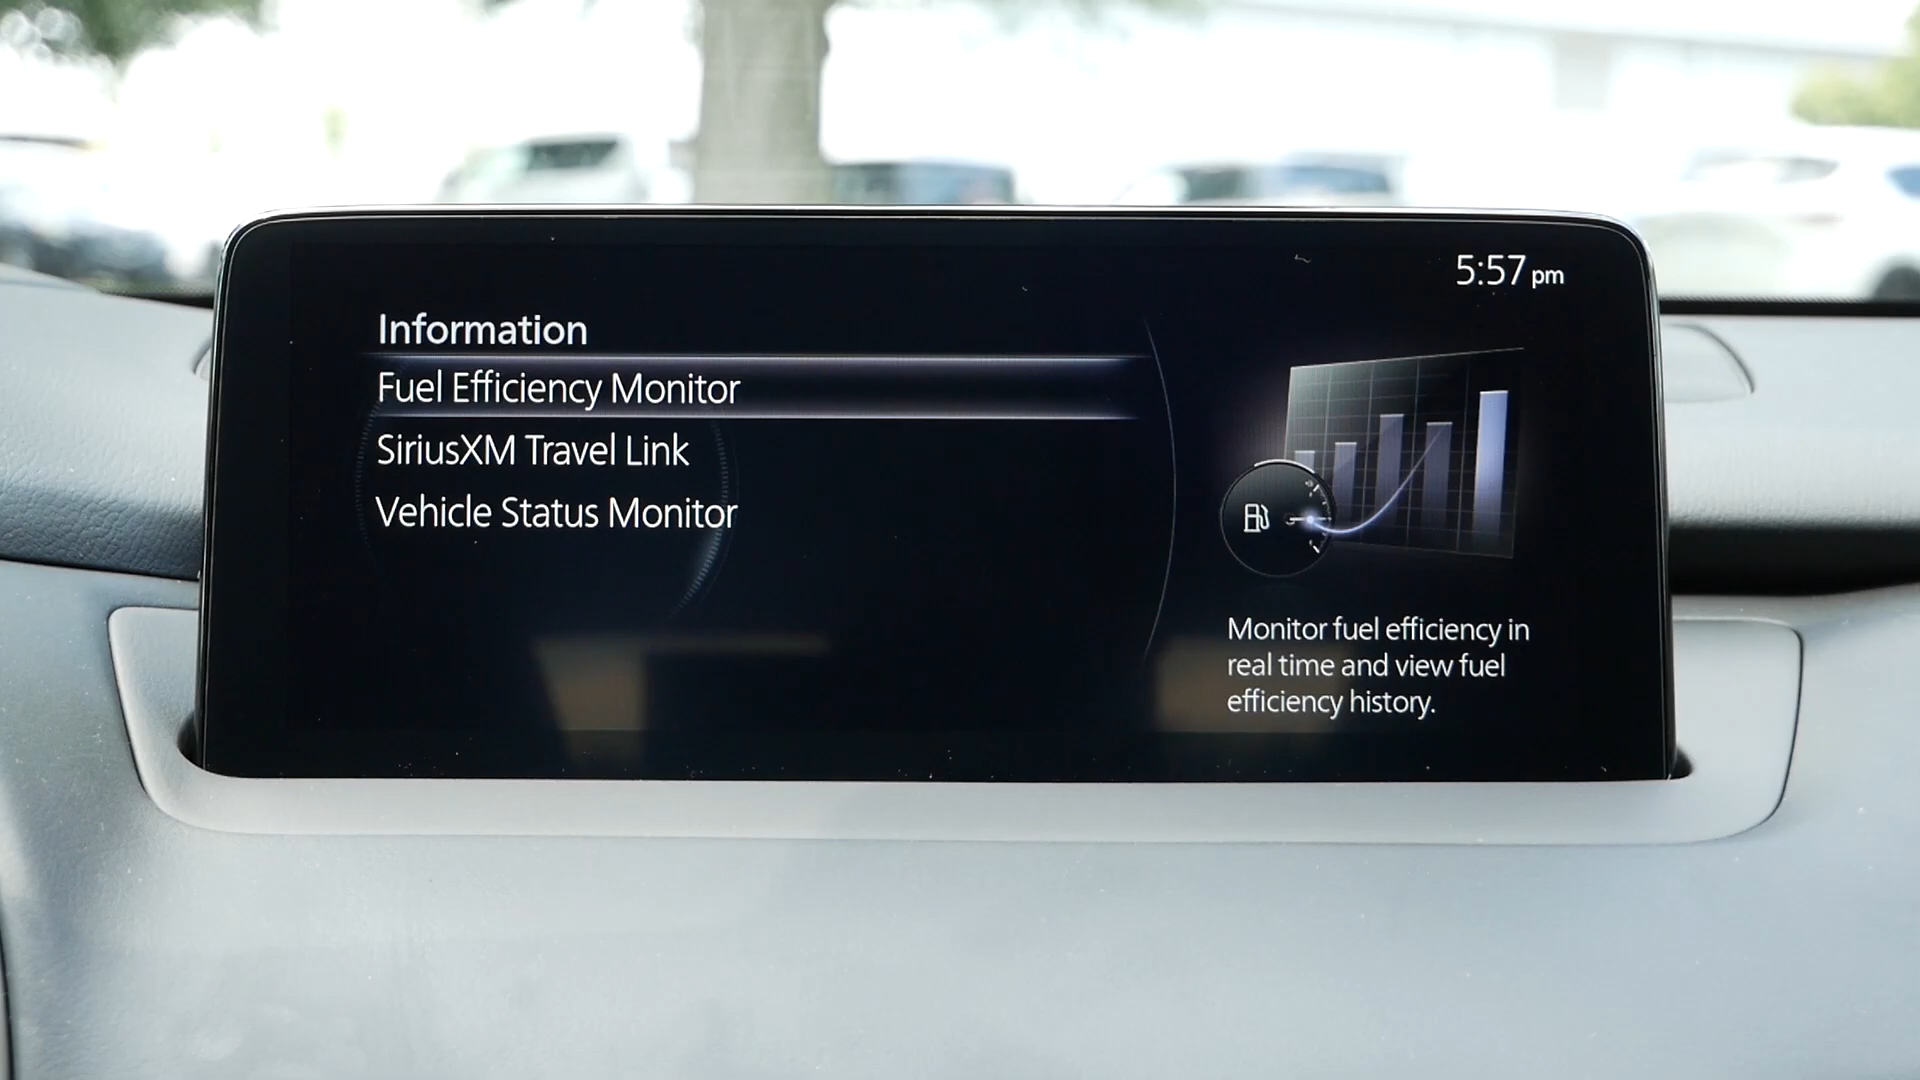 5:57 pm
Information
Fuel Efficiency Monitor
SiriusXM Travel Link
Vehicle Status Monitor
Monitor fuel efficiency in
real time and view fuel
efficiency history.